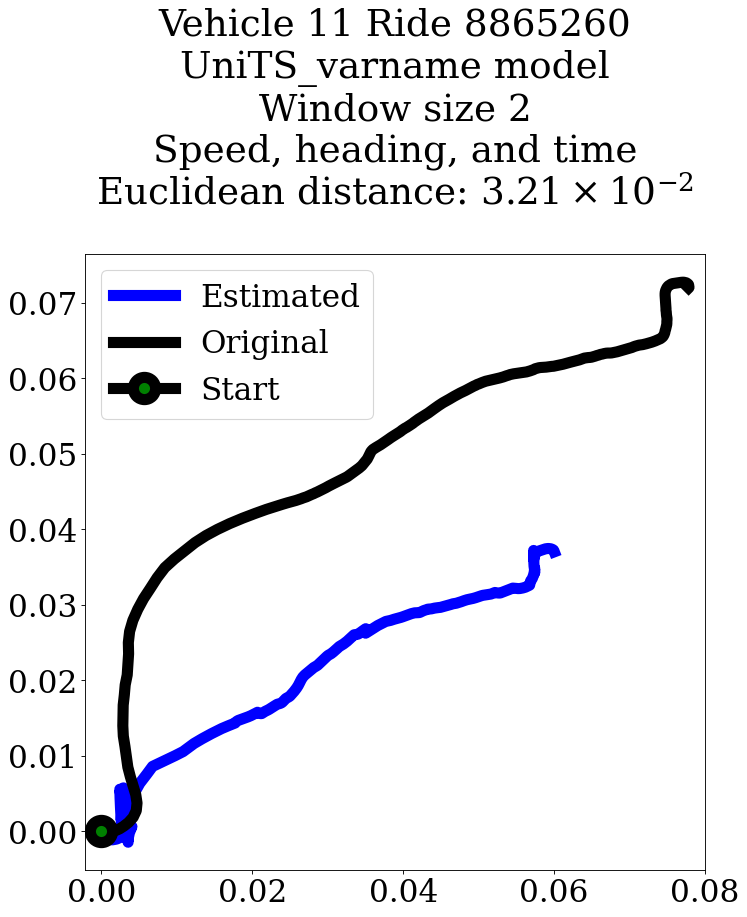 Vehicle 11 Ride 8865260
UniTS_varname model
Window size 2
Speed, heading, and time
Euclidean distance: 3.21 × 10⁻²
Estimated
Original
Start
0.07
0.06
0.05
0.04
0.03
0.02
0.01
0.00
0.00 0.02 0.04 0.06 0.08